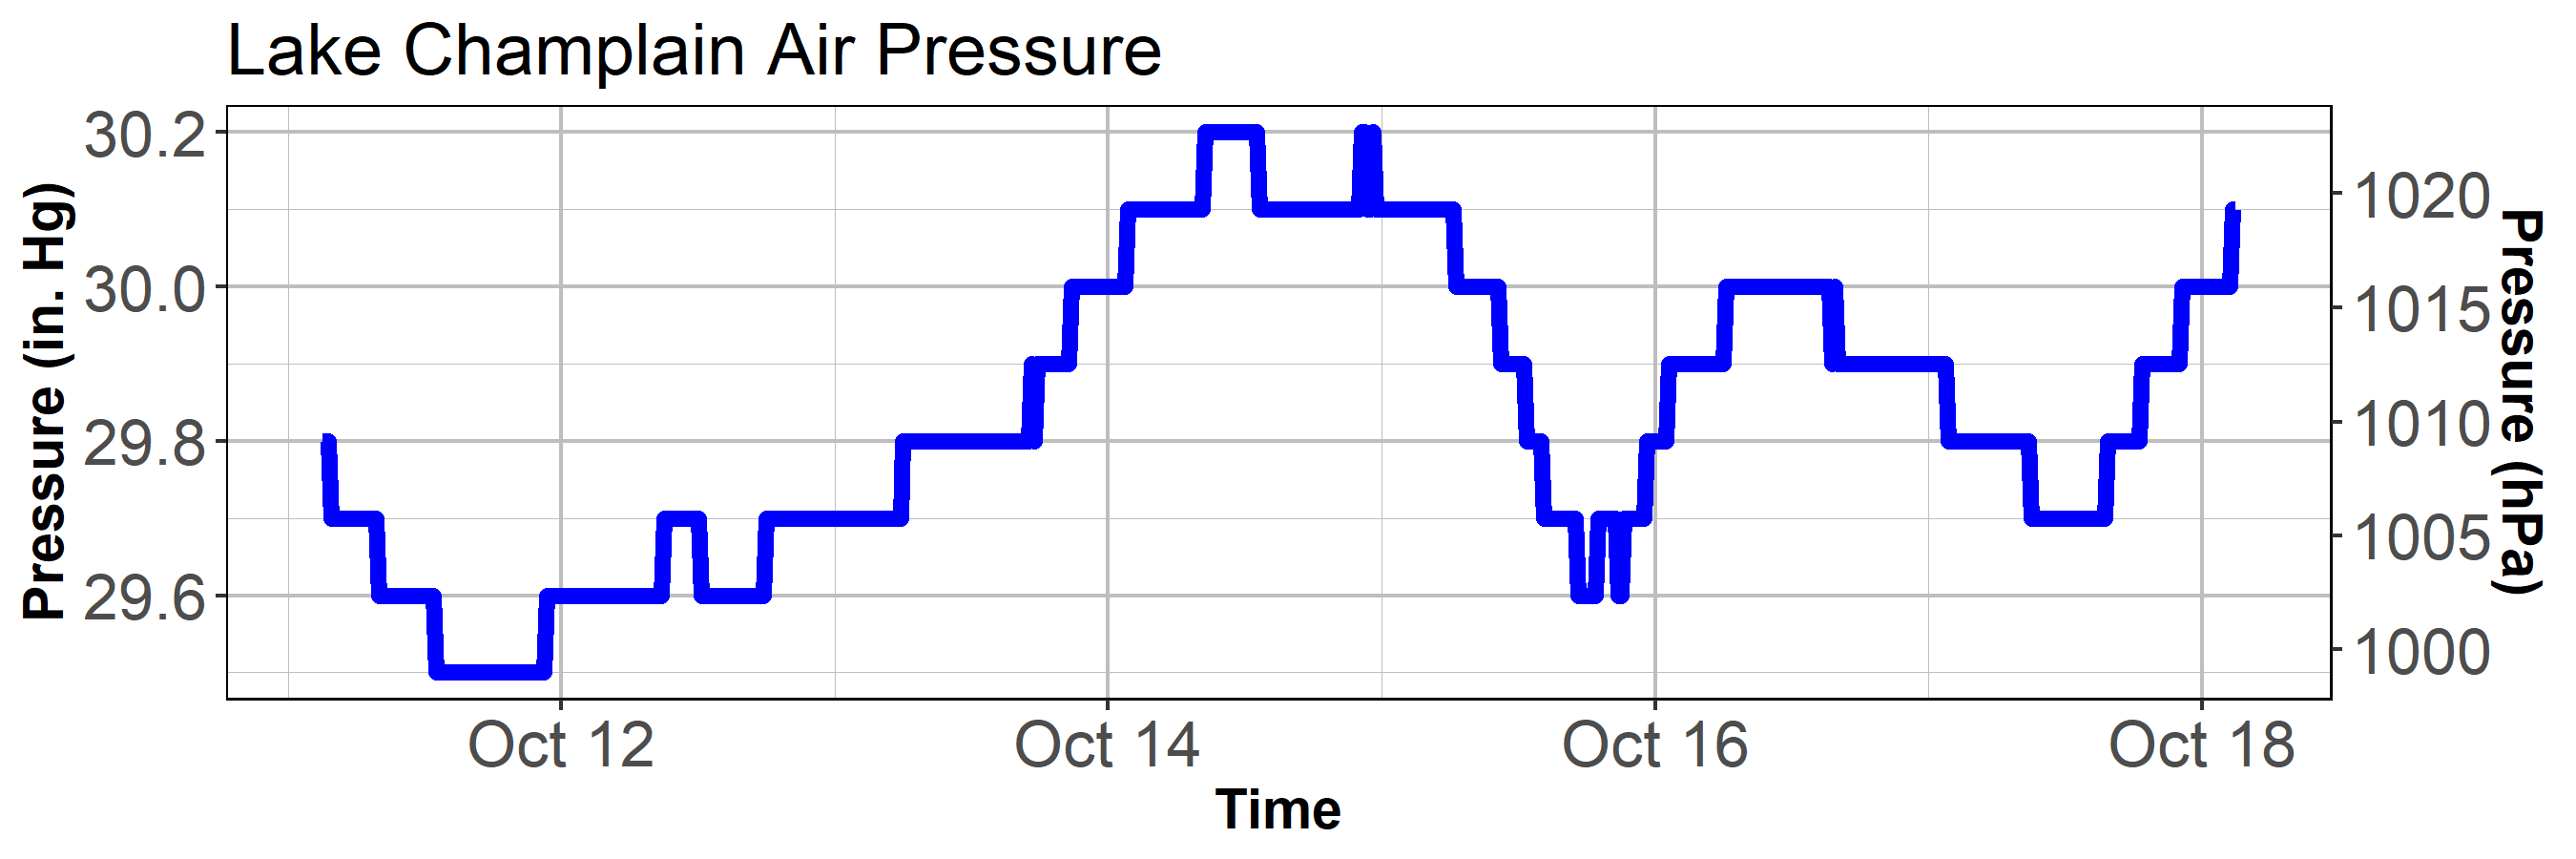 Lake Champlain Air Pressure
Pressure (in. Hg)
30.2
30.0
29.8
29.6
1020
1015
1010
1005
1000
Pressure (hPa)
Oct 12 Oct 14 Oct 16 Oct 18
Time